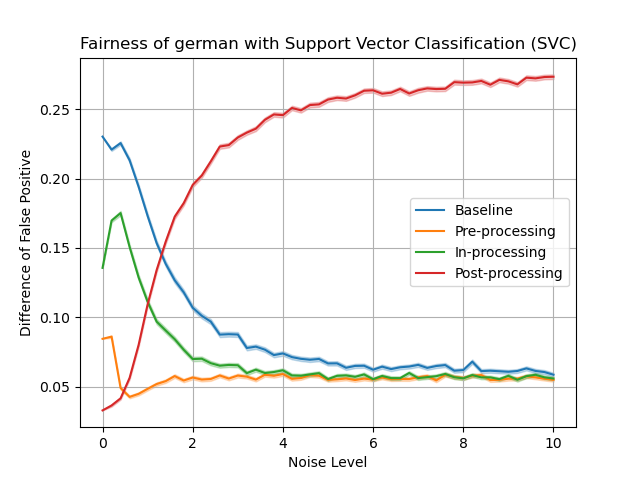 Fairness of german with Support Vector Classification (SVC)
Difference of False Positive
0.25
0.20
0.15
0.10
0.05
Baseline
Pre-processing
In-processing
Post-processing
0 2 4 6 8 10
Noise Level